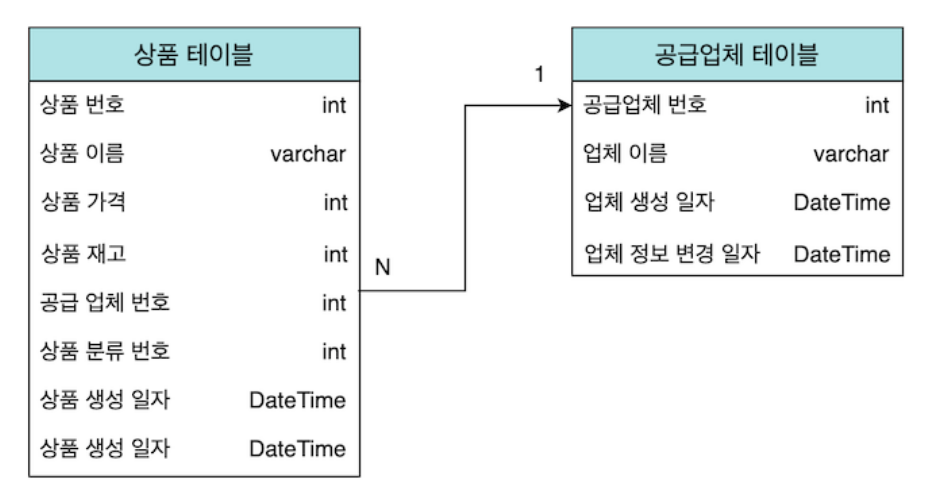 상품 테이블
상품 번호 int
상품 이름 varchar
상품 가격 int
상품 재고 int
공급 업체 번호 int
상품 분류 번호 int
상품 생성 일자 DateTime
상품 생성 일자 DateTime
N
1
공급업체 테이블
공급업체 번호 int
업체 이름 varchar
업체 생성 일자 DateTime
업체 정보 변경 일자 DateTime